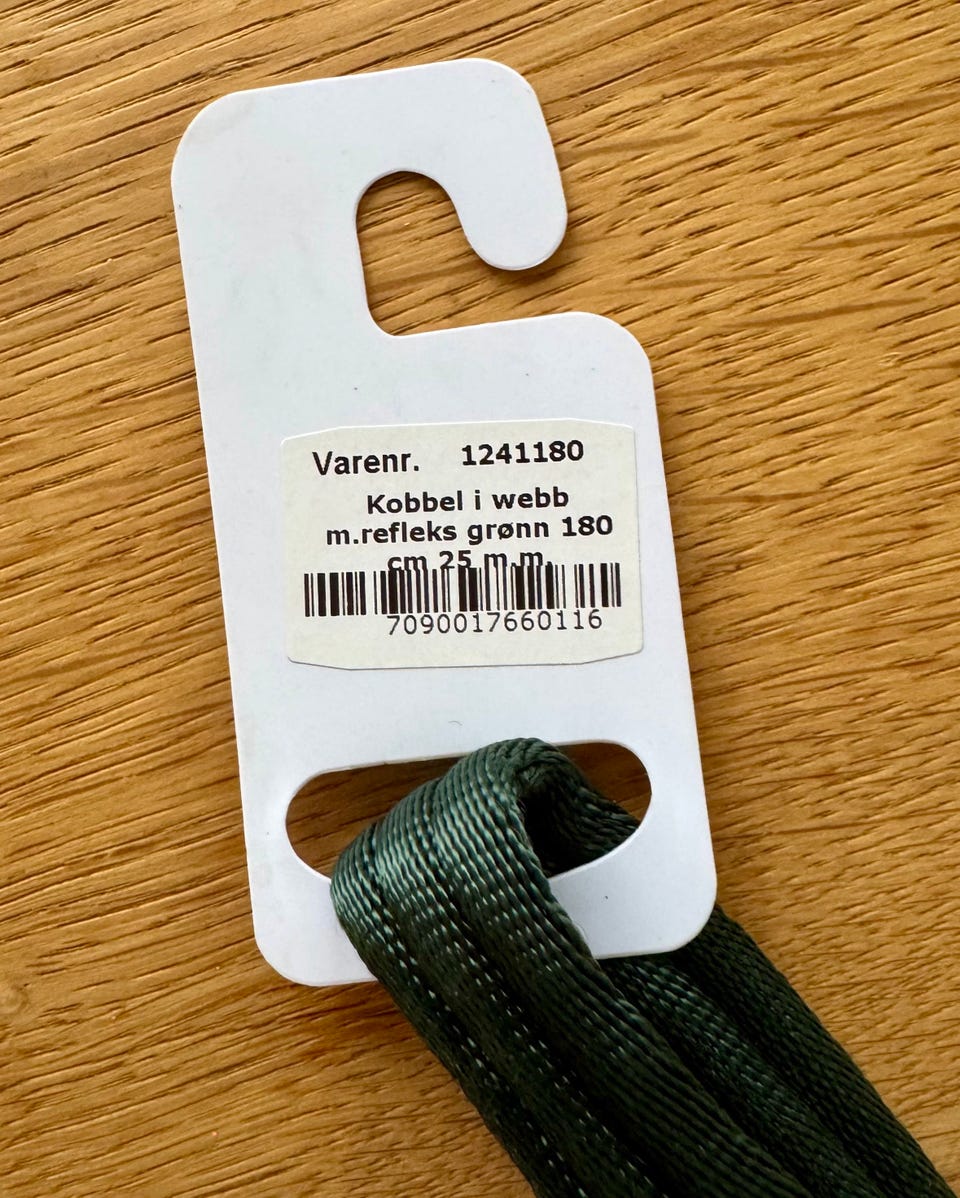 Varenr. 1241180
Kobbel i webb
m.refleks grønn 180
cm 25 m.m.
7090017660116